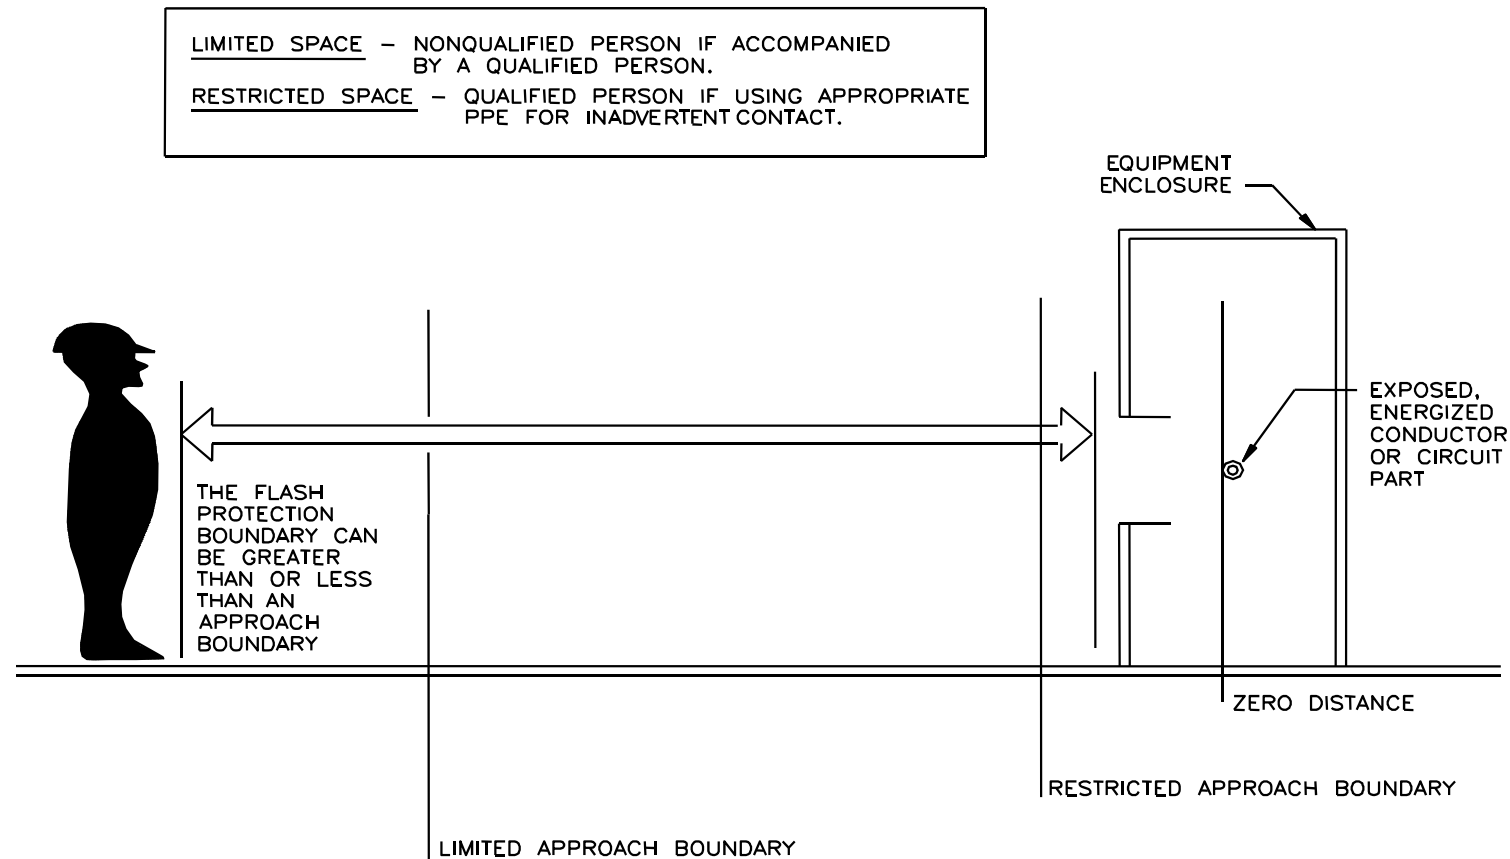 LIMITED SPACE – NONQUALIFIED PERSON IF ACCOMPANIED
BY A QUALIFIED PERSON.
RESTRICTED SPACE – QUALIFIED PERSON IF USING APPROPRIATE
PPE FOR INADVERTENT CONTACT.
EQUIPMENT
ENCLOSURE
EXPOSED,
ENERGIZED
CONDUCTOR
OR CIRCUIT
PART
THE FLASH
PROTECTION
BOUNDARY CAN
BE GREATER
THAN OR LESS
THAN AN
APPROACH
BOUNDARY
ZERO DISTANCE
RESTRICTED APPROACH BOUNDARY
LIMITED APPROACH BOUNDARY